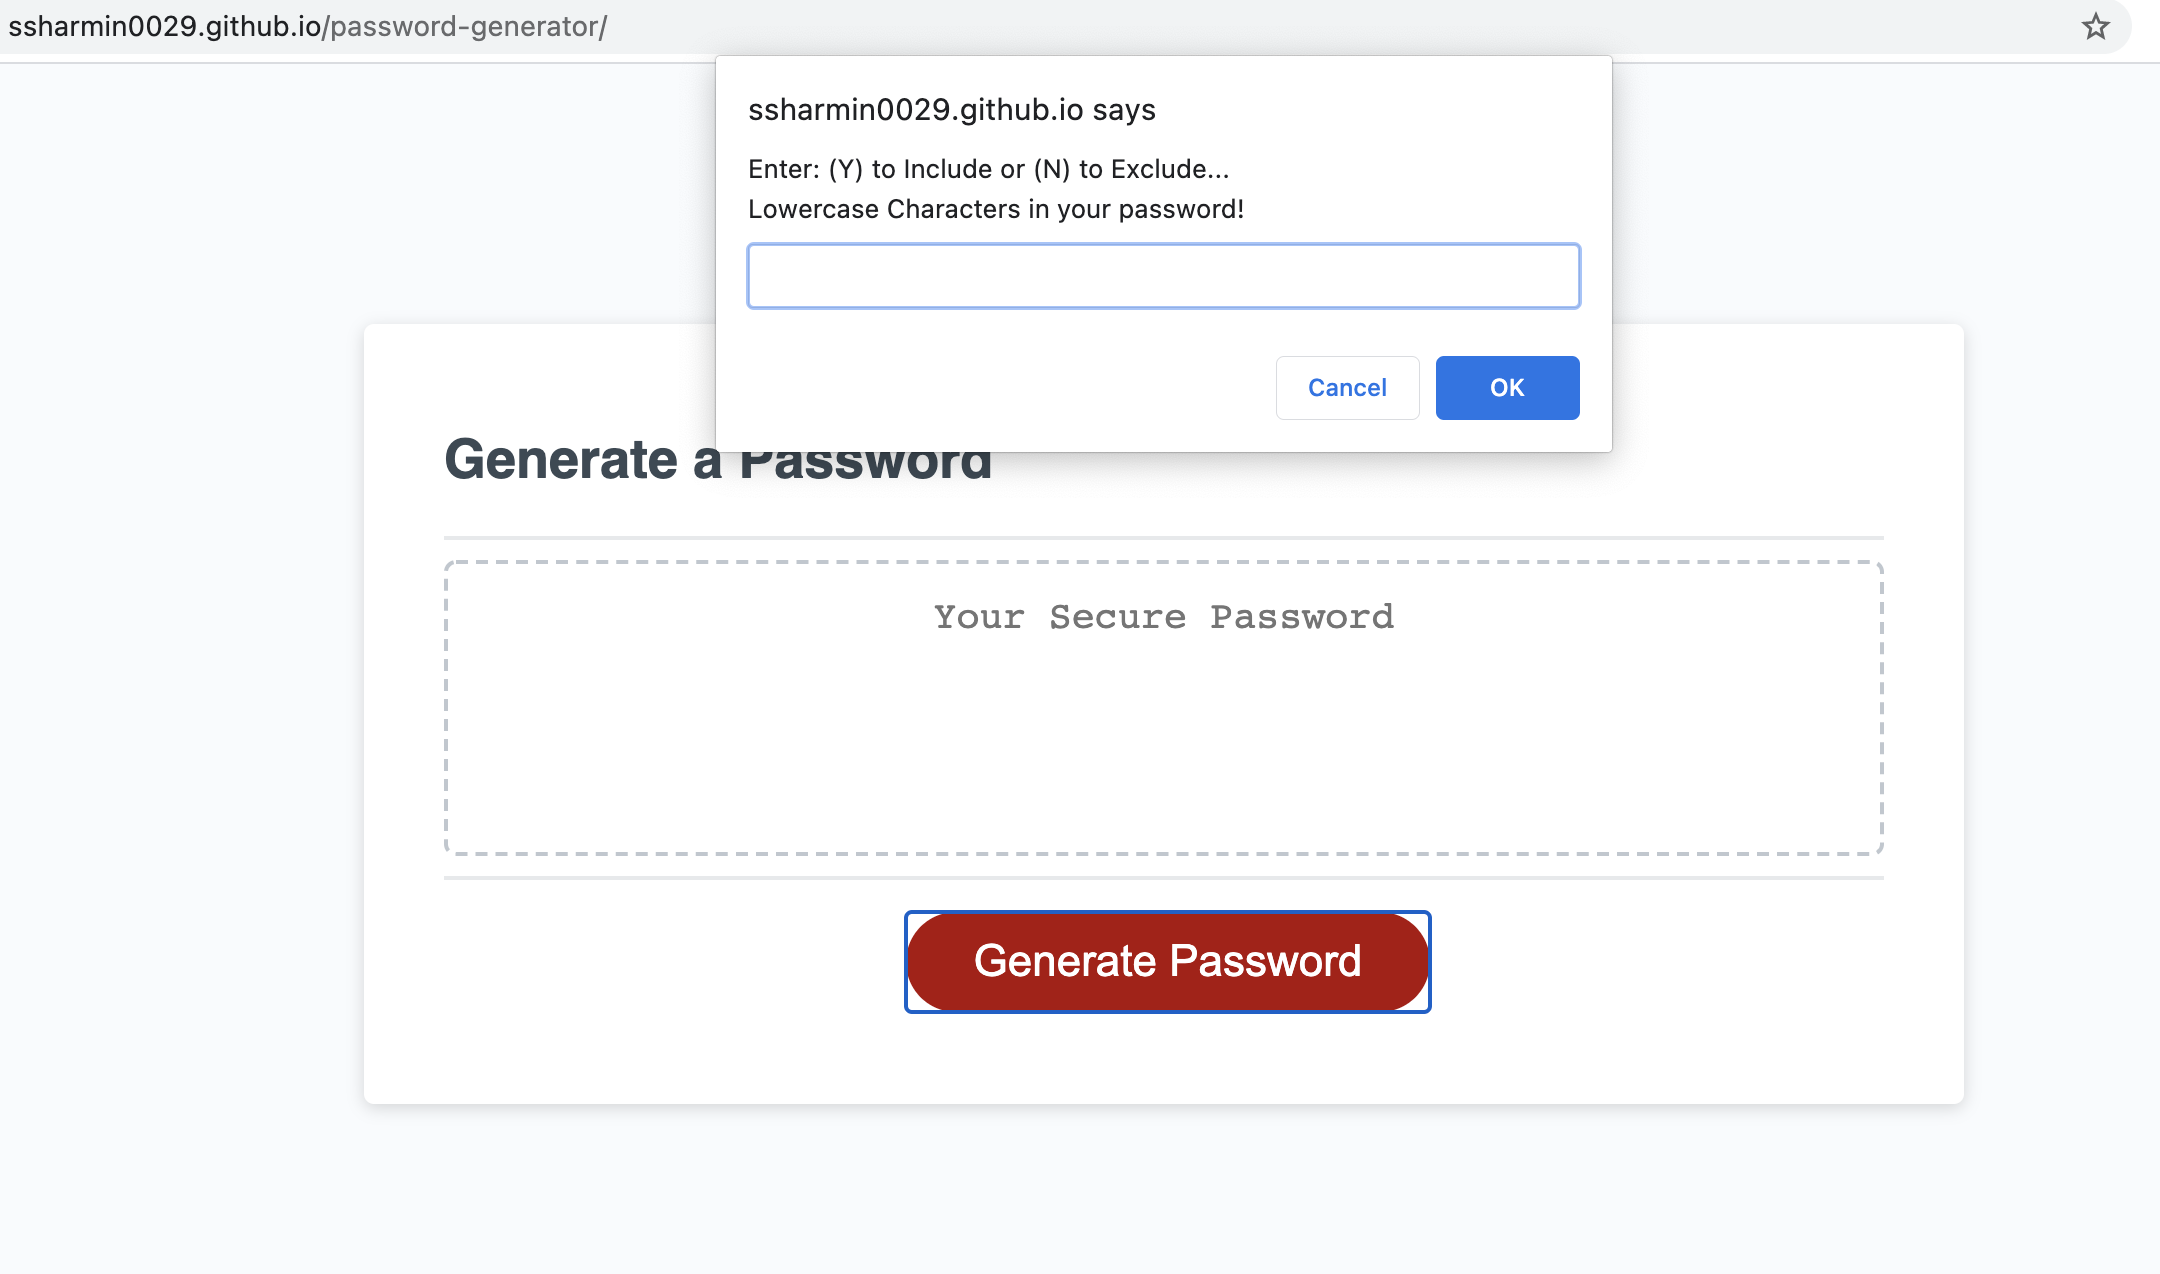 ssharmin0029.github.io/password-generator/
ssharmin0029.github.io says
Enter: (Y) to Include or (N) to Exclude...
Lowercase Characters in your password!
Cancel
OK
Generate a Password
Your Secure Password
Generate Password